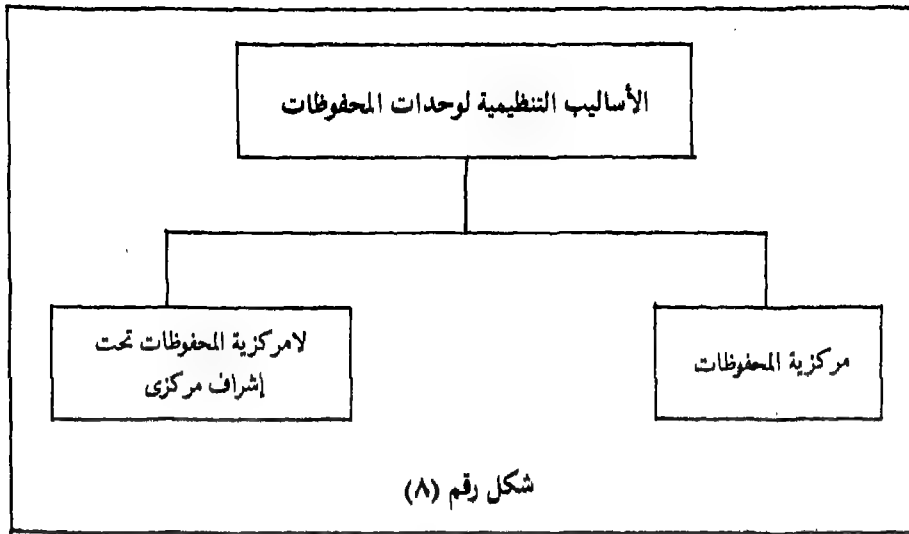 الأساليب التنظيمية لوحدات المحفوظات
مركزية المحفوظات
لامركزية المحفوظات تحت
إشراف مركزى
شكل رقم (٨)